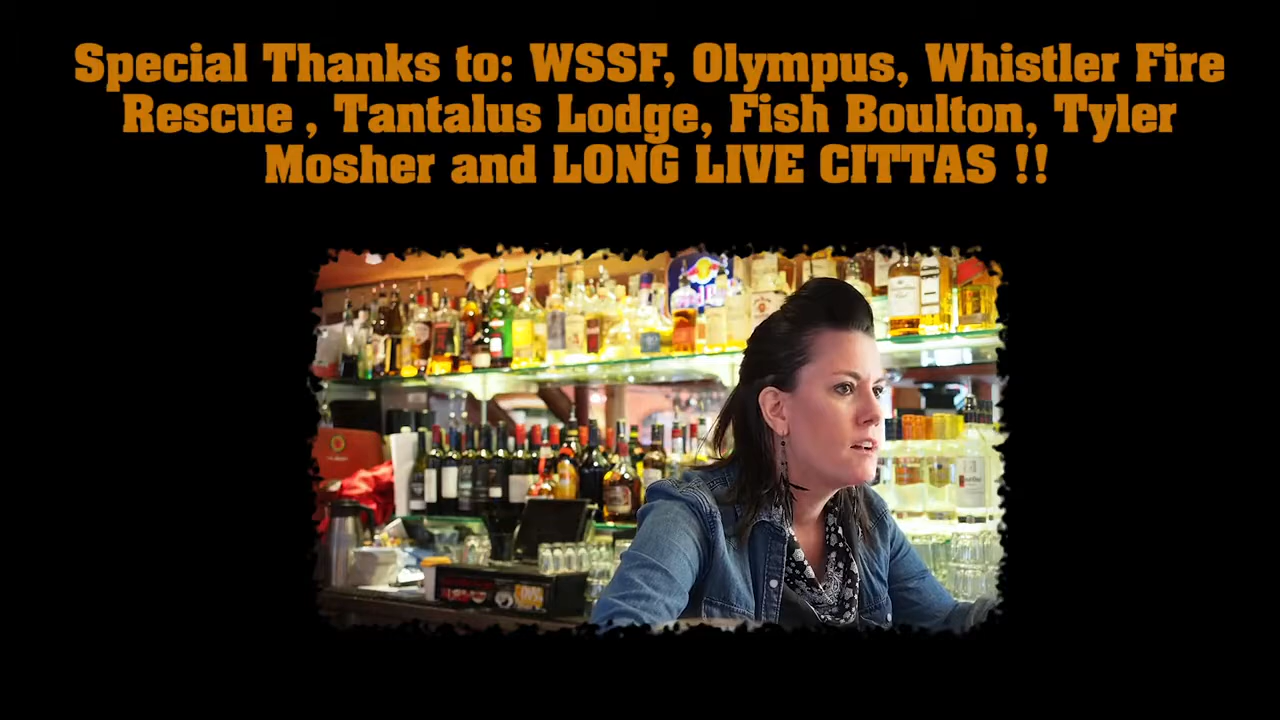 Special Thanks to: WSSF, Olympus, Whistler Fire
Rescue , Tantalus Lodge, Fish Boulton, Tyler
Mosher and LONG LIVE CITTAS !!